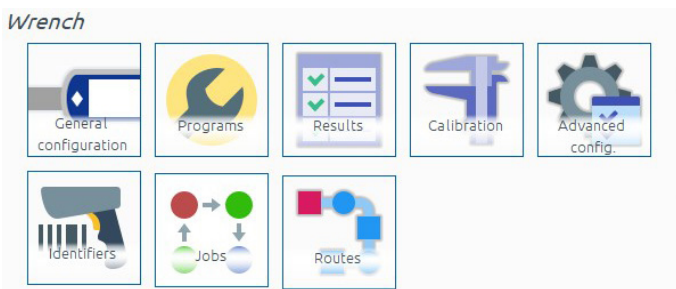 Wrench
General
configuration
Programs
Results
Calibration
Advanced
config.
Identifiers
Jobs
Routes